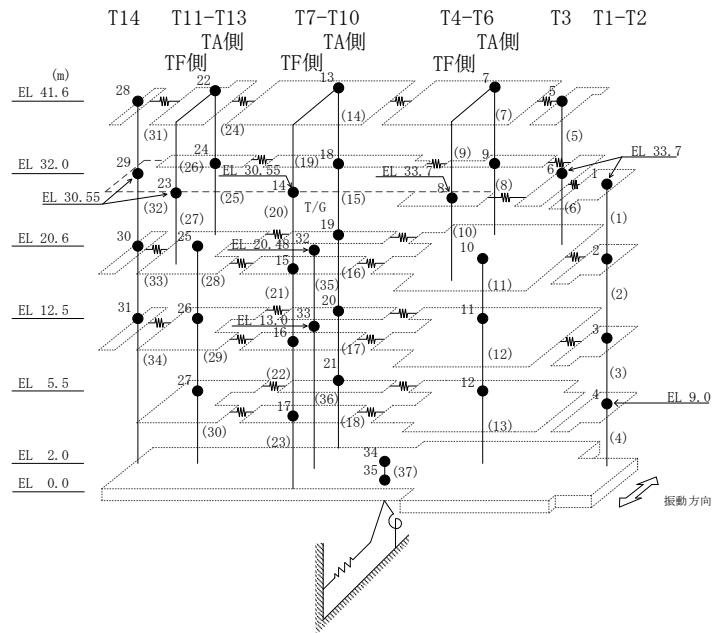 T14 T11-T13 T7-T10 T4-T6 T3 T1-T2
TA側 TA側 TA側
TF側 TF側 TF側
(m)
EL 41.6 28 22 13 7 5
(31) (24) (14) (7) (5)
EL 32.0 29 24 18 9 6 1 EL 33.7
(26) (19) (9)
EL 30.55 23 EL 30.55 14 EL 33.7 8
(32) (25) (15) (8) (6)
(27) (20) T/G (10) (1)
EL 20.6 30 25 EL 20.48 32 19 10 2
15
(33) (28) (35) (16) (11) (2)
(21)
EL 12.5 31 26 EL 13.0 33 20 11 3
16
(34) (29) (17) (12) (3)
EL 5.5 27 (22) 21 12 4 EL 9.0
17 (36)
(30) (18) (13)
(23) (4)
EL 2.0 34
EL 0.0 35 (37)
振動方向